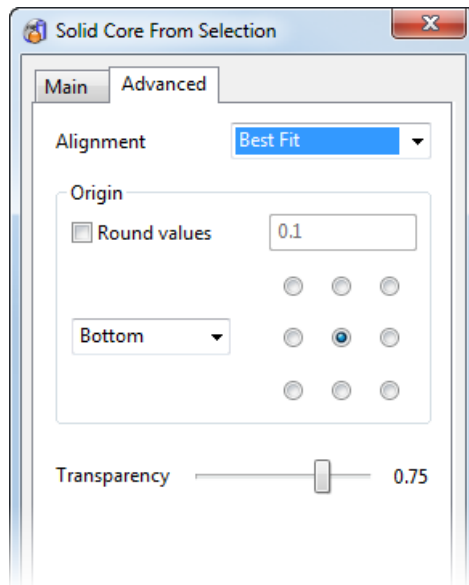 Solid Core From Selection
Main Advanced
Alignment Best Fit
Origin
Round values 0.1
Bottom
Transparency 0.75